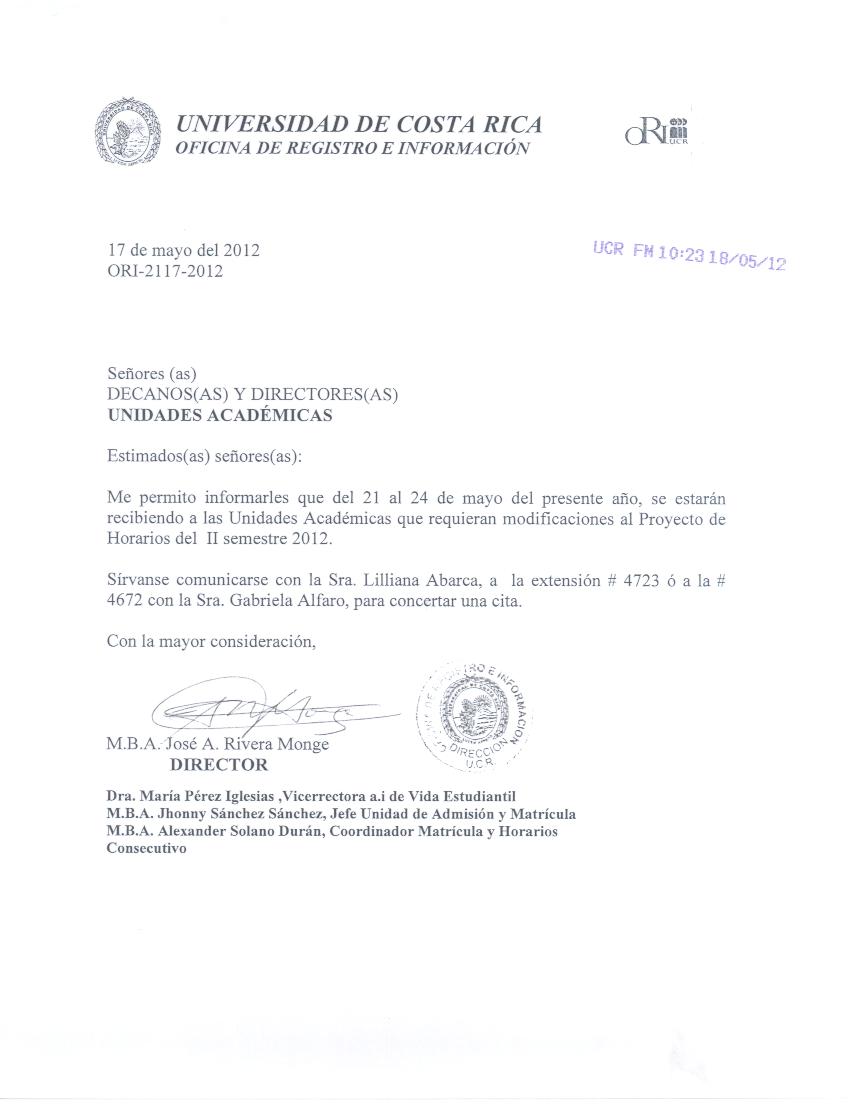 UNIVERSIDAD DE COSTA RICA
OFICINA DE REGISTRO E INFORMACIÓN
ORI
UCR
17 de mayo del 2012
ORI-2117-2012
UCR FM 10:23 18/05/12
Señores (as)
DECANOS(AS) Y DIRECTORES(AS)
UNIDADES ACADÉMICAS
Estimados(as) señores(as):
Me permito informarles que del 21 al 24 de mayo del presente año, se estarán
recibiendo a las Unidades Académicas que requieran modificaciones al Proyecto de
Horarios del II semestre 2012.
Sírvanse comunicarse con la Sra. Lilliana Abarca, a la extensión # 4723 ó a la #
4672 con la Sra. Gabriela Alfaro, para concertar una cita.
Con la mayor consideración,
M.B.A. José A. Rivera Monge
DIRECTOR
DIRECCION
U.C.R.
Dra. María Pérez Iglesias ,Vicerrectora a.i de Vida Estudiantil
M.B.A. Jhonny Sánchez Sánchez, Jefe Unidad de Admisión y Matrícula
M.B.A. Alexander Solano Durán, Coordinador Matrícula y Horarios
Consecutivo